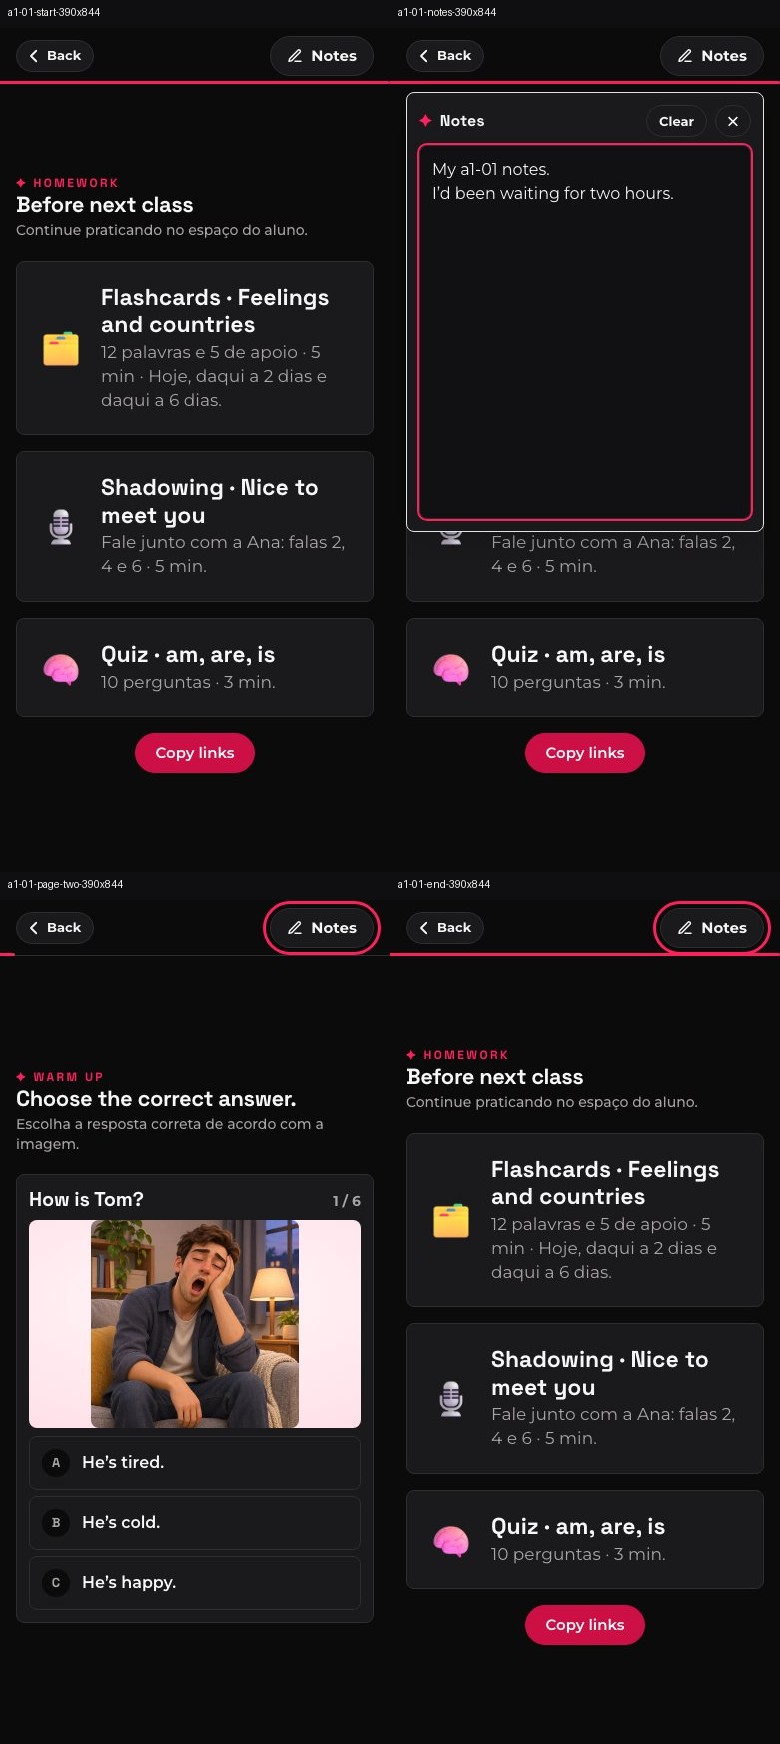 a1-01-start-390x844
Back
Notes
HOMEWORK
Before next class
Continue praticando no espaço do aluno.
Flashcards · Feelings
and countries
12 palavras e 5 de apoio · 5
min · Hoje, daqui a 2 dias e
daqui a 6 dias.
Shadowing · Nice to
meet you
Fale junto com a Ana: falas 2,
4 e 6 · 5 min.
Quiz · am, are, is
10 perguntas · 3 min.
Copy links
a1-01-notes-390x844
Back
Notes
Notes
Clear
My a1-01 notes.
I'd been waiting for two hours.
Fale junto com a Ana: falas 2,
4 e 6 · 5 min.
Quiz · am, are, is
10 perguntas · 3 min.
Copy links
a1-01-page-two-390x844
Back
Notes
WARM UP
Choose the correct answer.
Escolha a resposta correta de acordo com a
imagem.
How is Tom?
1 / 6
A He's tired.
B He's cold.
C He's happy.
a1-01-end-390x844
Back
Notes
HOMEWORK
Before next class
Continue praticando no espaço do aluno.
Flashcards · Feelings
and countries
12 palavras e 5 de apoio · 5
min · Hoje, daqui a 2 dias e
daqui a 6 dias.
Shadowing · Nice to
meet you
Fale junto com a Ana: falas 2,
4 e 6 · 5 min.
Quiz · am, are, is
10 perguntas · 3 min.
Copy links